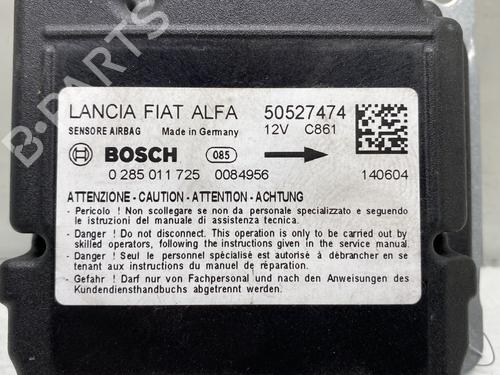 B-PARTS
LANCIA FIAT ALFA 50527474
SENSORE AIRBAG Made in Germany 12V C861
BOSCH 085
0 285 011 725 0084956 140604
ATTENZIONE - CAUTION - ATTENTION - ACHTUNG
- Pericolo ! Non scollegare se non da personale specializzato e seguendo
le istruzioni del manuale di assistenza tecnica.
- Danger ! Do not disconnect. This operation is only to be carried out by
skilled operators, following the instructions given in the service manual.
- Danger ! Seul le personnel spécialisé est autorisé à débrancher en se
tenant aux instructions du manuel de réparation.
- Gefahr ! Darf nur von Fachpersonal und nach den Anweisungen des
Kundendiensthandbuchs abgetrennt werden.